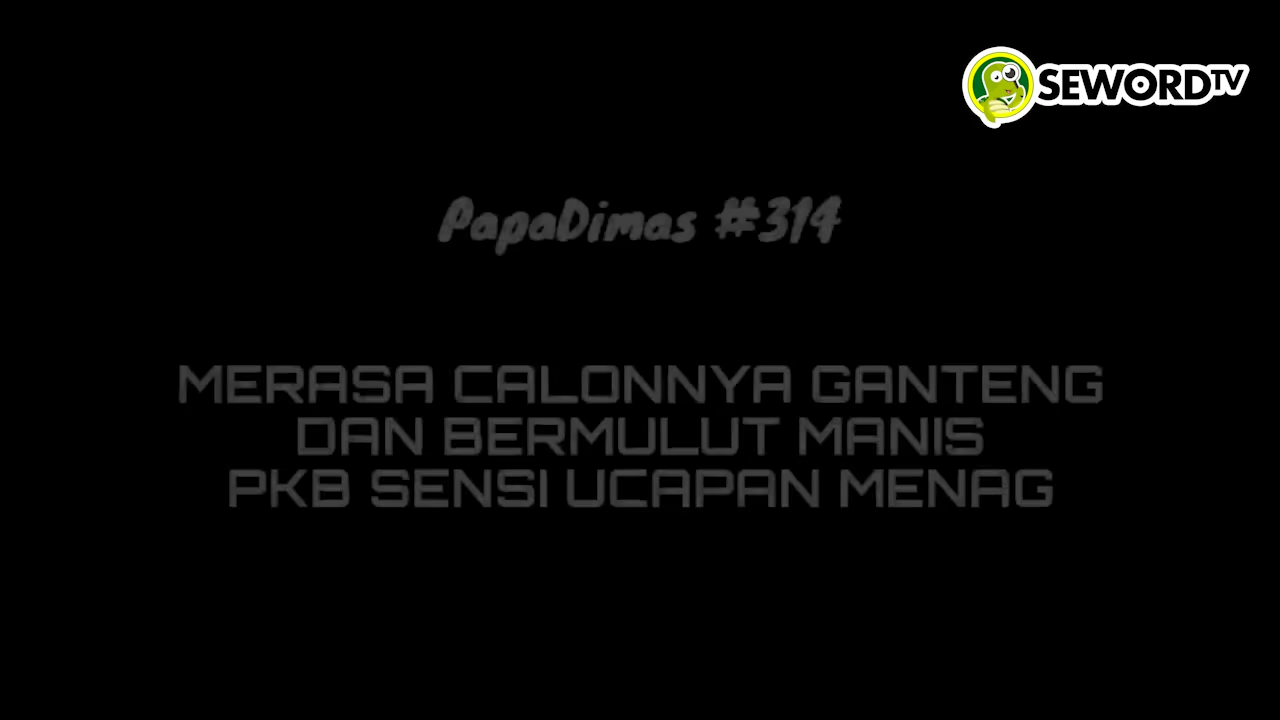 SEWORDTV
PapaDimas #314
MERASA CALONNYA GANTENG
DAN BERMULUT MANIS
PKB SENSI UCAPAN MENAG